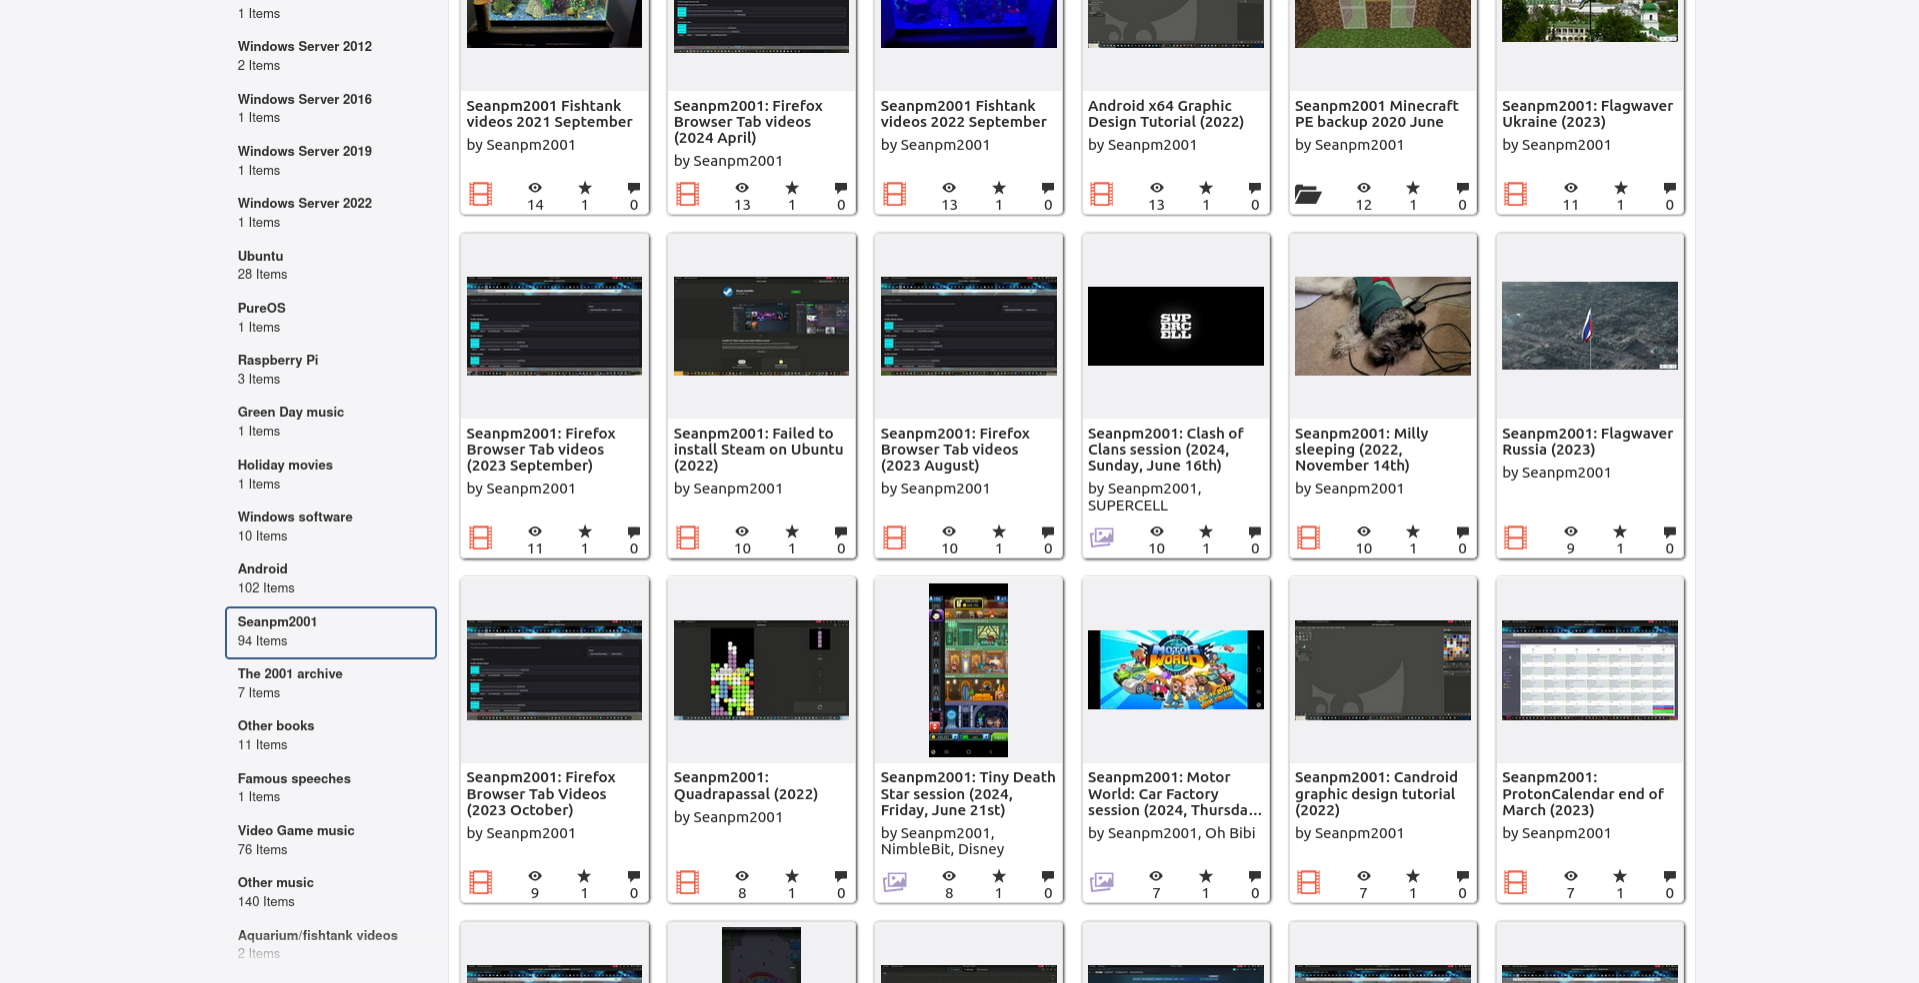 1 Items
Windows Server 2012
2 Items
Windows Server 2016
1 Items
Windows Server 2019
1 Items
Windows Server 2022
1 Items
Ubuntu
28 Items
PureOS
1 Items
Raspberry Pi
3 Items
Green Day music
1 Items
Holiday movies
1 Items
Windows software
10 Items
Android
102 Items
Seanpm2001
94 Items
The 2001 archive
7 Items
Other books
11 Items
Famous speeches
1 Items
Video Game music
76 Items
Other music
140 Items
Aquarium/fishtank videos
2 Items
Seanpm2001 Fishtank
videos 2021 September
by Seanpm2001
14 1 0
Seanpm2001: Firefox
Browser Tab videos
(2024 April)
by Seanpm2001
13 1 0
Seanpm2001 Fishtank
videos 2022 September
by Seanpm2001
13 1 0
Android x64 Graphic
Design Tutorial (2022)
by Seanpm2001
13 1 0
Seanpm2001 Minecraft
PE backup 2020 June
by Seanpm2001
12 1 0
Seanpm2001: Flagwaver
Ukraine (2023)
by Seanpm2001
11 1 0
Seanpm2001: Firefox
Browser Tab videos
(2023 September)
by Seanpm2001
11 1 0
Seanpm2001: Failed to
install Steam on Ubuntu
(2022)
by Seanpm2001
10 1 0
Seanpm2001: Firefox
Browser Tab videos
(2023 August)
by Seanpm2001
10 1 0
SUP
ERC
ELL
Seanpm2001: Clash of
Clans session (2024,
Sunday, June 16th)
by Seanpm2001,
SUPERCELL
10 1 0
Seanpm2001: Milly
sleeping (2022,
November 14th)
by Seanpm2001
10 1 0
Seanpm2001: Flagwaver
Russia (2023)
by Seanpm2001
9 1 0
Seanpm2001: Firefox
Browser Tab Videos
(2023 October)
by Seanpm2001
9 1 0
Seanpm2001:
Quadrapassal (2022)
by Seanpm2001
8 1 0
Seanpm2001: Tiny Death
Star session (2024,
Friday, June 21st)
by Seanpm2001,
NimbleBit, Disney
8 1 0
MOTOR
WORLD
Seanpm2001: Motor
World: Car Factory
session (2024, Thursda...
by Seanpm2001, Oh Bibi
7 1 0
Seanpm2001: Candroid
graphic design tutorial
(2022)
by Seanpm2001
7 1 0
Seanpm2001:
ProtonCalendar end of
March (2023)
by Seanpm2001
7 1 0